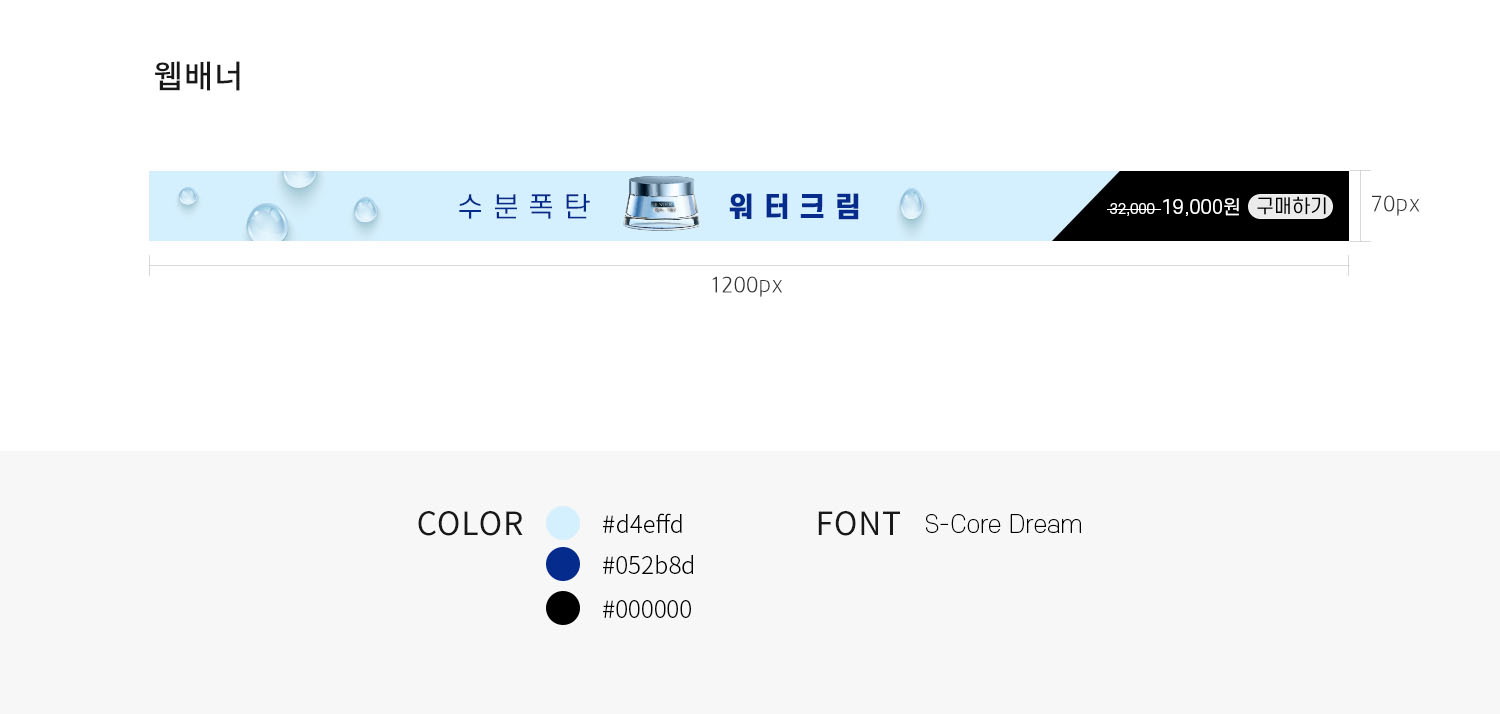 웹배너
수분폭탄 워터크림 32,000 19,000원 구매하기
70px
1200px
COLOR #d4effd
#052b8d
#000000
FONT S-Core Dream